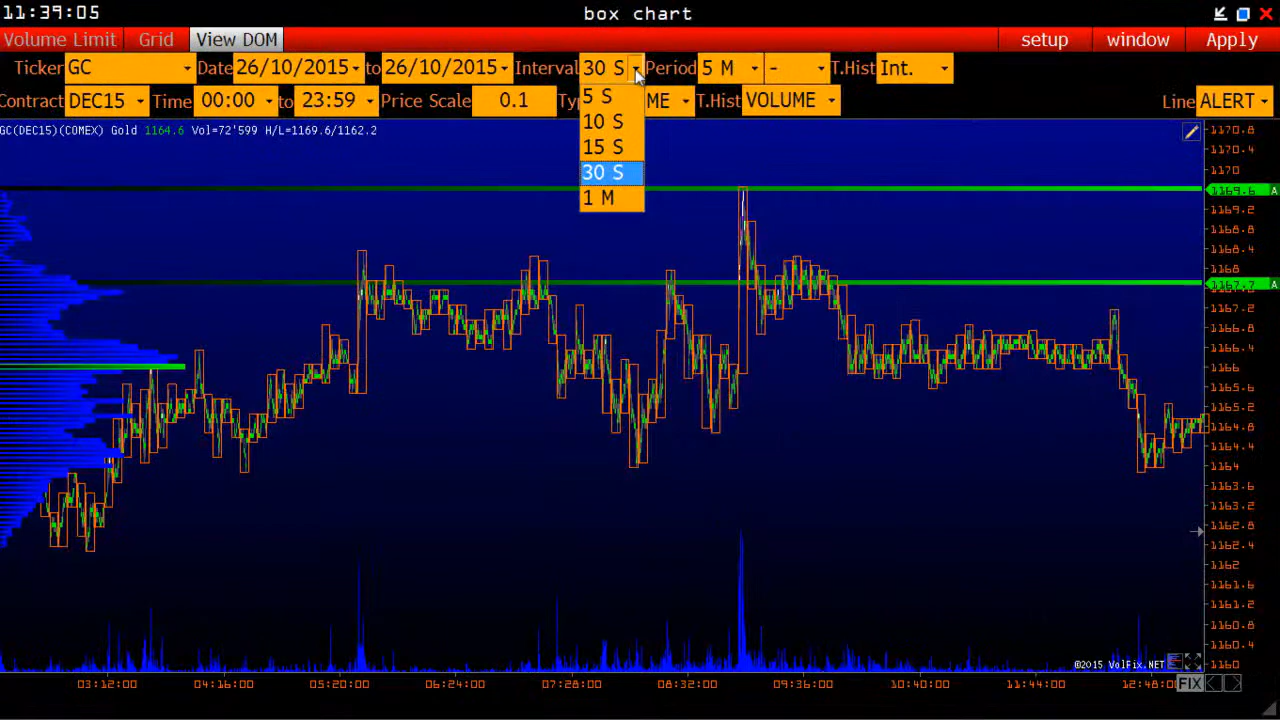 11:39:05
box chart
Volume Limit Grid View DOM setup window Apply
Ticker GC Date 26/10/2015 to 26/10/2015 Interval 30 S Period 5 M - T.Hist Int.
Contract DEC15 Time 00:00 to 23:59 Price Scale 0.1 Ty ME T.Hist VOLUME Line ALERT
5 S
10 S
15 S
30 S
1 M
GC(DEC15)(COMEX) Gold 1164.6 Vol=72'599 H/L=1169.6/1162.2
1170.8
1170.4
1170
1169.6 A
1169.2
1168.8
1168.4
1168
1167.7 A
1167.2
1166.8
1166.4
1166
1165.6
1165.2
1164.8
1164.4
1164
1163.6
1163.2
1162.8
1162.4
1162
1161.6
1161.2
1160.8
1160.4
1160
©2015 VolFix.NET
03:12:00 04:16:00 05:20:00 06:24:00 07:28:00 08:32:00 09:36:00 10:40:00 11:44:00 12:48:00 FIX